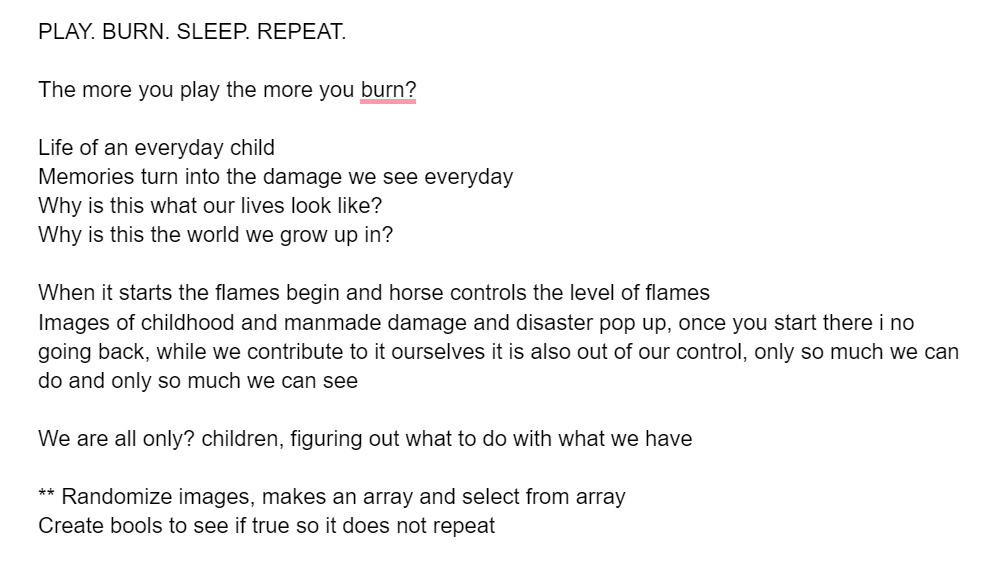 PLAY. BURN. SLEEP. REPEAT.
The more you play the more you burn?
Life of an everyday child
Memories turn into the damage we see everyday
Why is this what our lives look like?
Why is this the world we grow up in?
When it starts the flames begin and horse controls the level of flames
Images of childhood and manmade damage and disaster pop up, once you start there i no
going back, while we contribute to it ourselves it is also out of our control, only so much we can
do and only so much we can see
We are all only? children, figuring out what to do with what we have
** Randomize images, makes an array and select from array
Create bools to see if true so it does not repeat